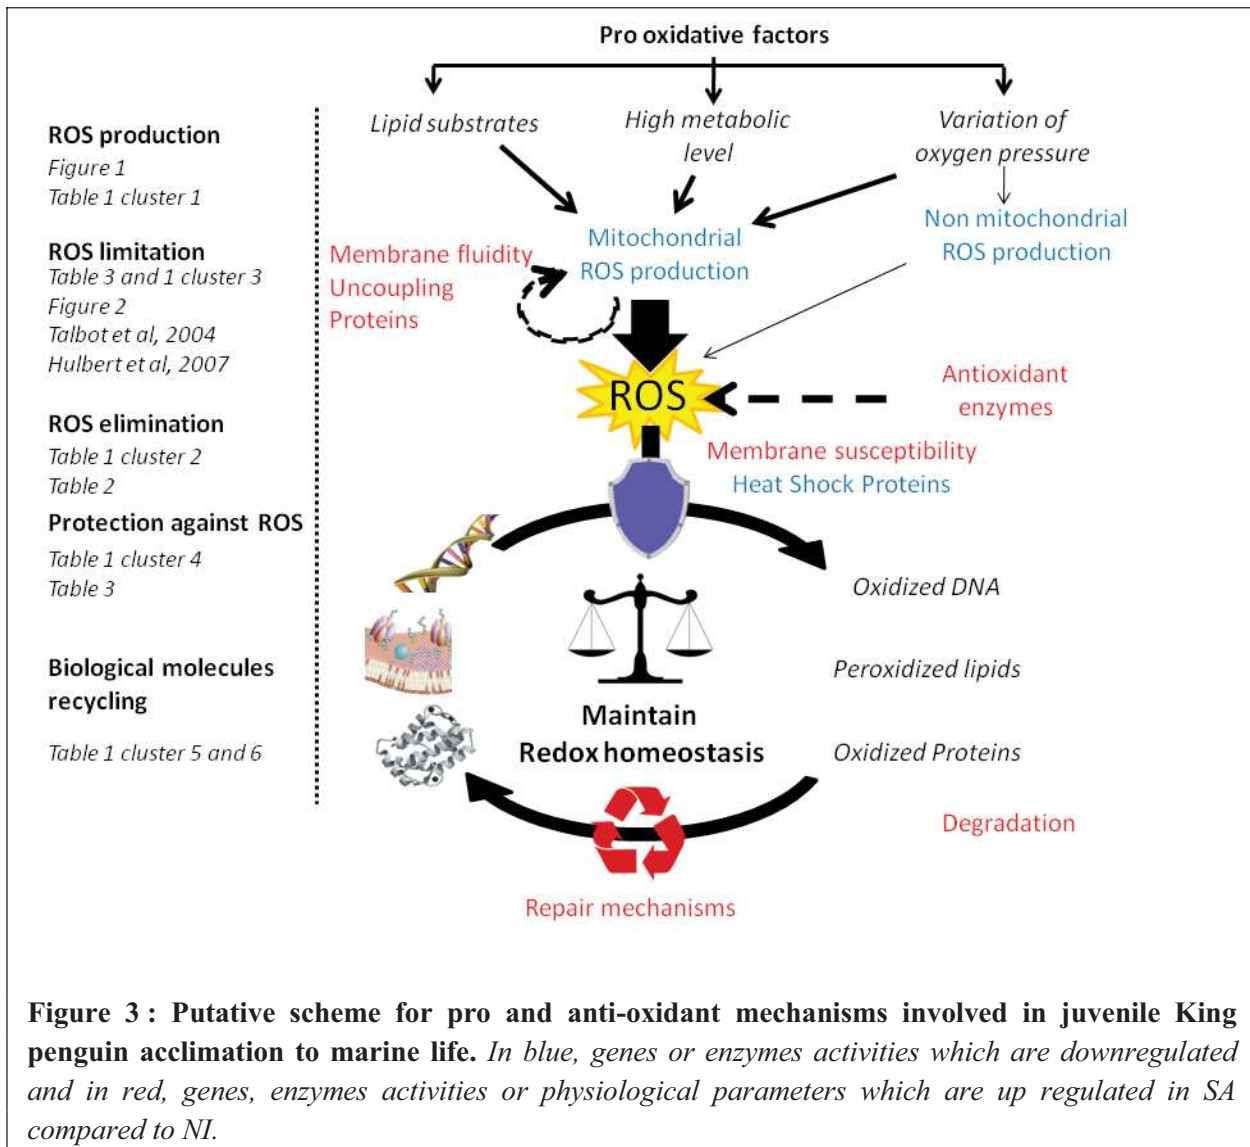 Pro oxidative factors
Lipid substrates
High metabolic
level
Variation of
oxygen pressure
ROS production
Figure 1
Table 1 cluster 1
ROS limitation
Table 3 and 1 cluster 3
Figure 2
Talbot et al, 2004
Hulbert et al, 2007
ROS elimination
Table 1 cluster 2
Table 2
Protection against ROS
Table 1 cluster 4
Table 3
Biological molecules
recycling
Table 1 cluster 5 and 6
Membrane fluidity
Uncoupling
Proteins
Mitochondrial
ROS production
Non mitochondrial
ROS production
ROS
Antioxidant
enzymes
Membrane susceptibility
Heat Shock Proteins
Oxidized DNA
Peroxidized lipids
Oxidized Proteins
Maintain
Redox homeostasis
Degradation
Repair mechanisms
Figure 3 : Putative scheme for pro and anti-oxidant mechanisms involved in juvenile King
penguin acclimation to marine life. In blue, genes or enzymes activities which are downregulated
and in red, genes, enzymes activities or physiological parameters which are up regulated in SA
compared to NI.